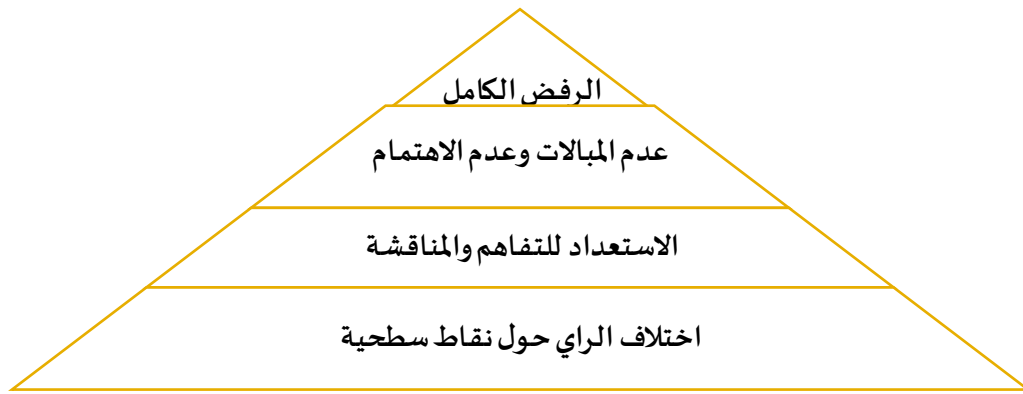 الرفض الكامل
عدم المبالات وعدم الاهتمام
الاستعداد للتفاهم والمناقشة
اختلاف الراي حول نقاط سطحية